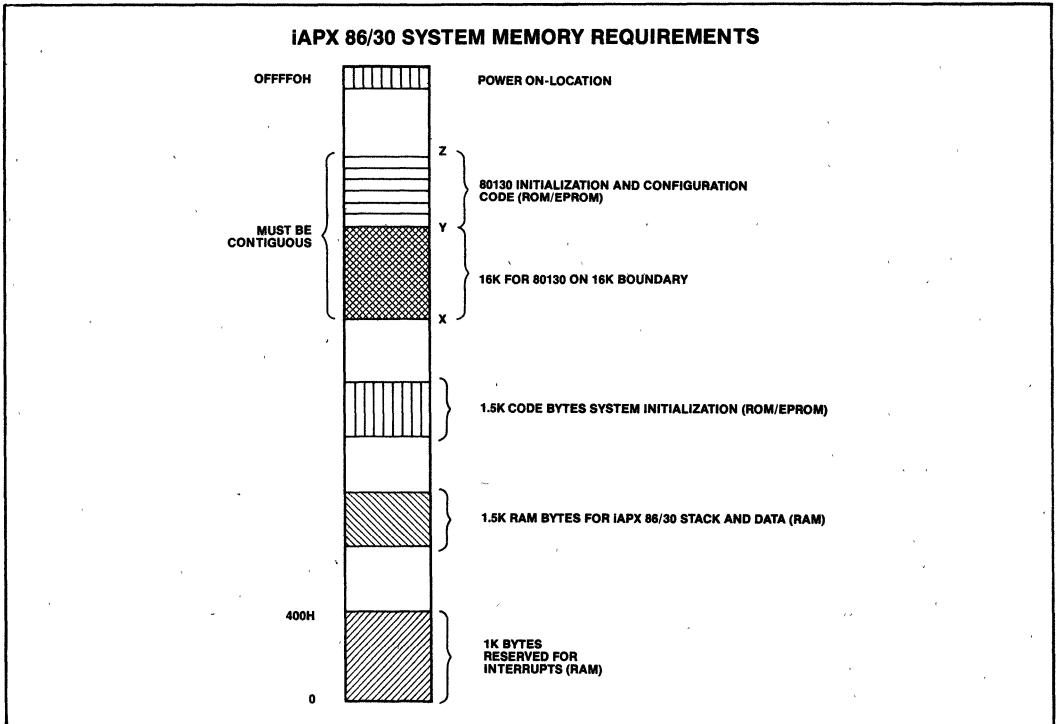 iAPX 86/30 SYSTEM MEMORY REQUIREMENTS
OFFFFOH
POWER ON-LOCATION
Z
80130 INITIALIZATION AND CONFIGURATION
CODE (ROM/EPROM)
MUST BE
CONTIGUOUS
Y
16K FOR 80130 ON 16K BOUNDARY
X
1.5K CODE BYTES SYSTEM INITIALIZATION (ROM/EPROM)
1.5K RAM BYTES FOR iAPX 86/30 STACK AND DATA (RAM)
400H
1K BYTES
RESERVED FOR
INTERRUPTS (RAM)
0